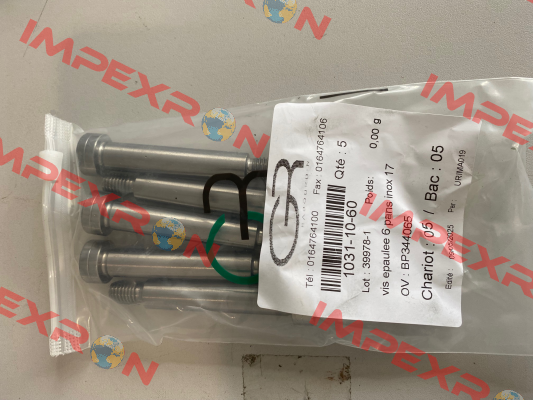 Tél : 0164764100 Fax : 0164764106
1031-10-60 Qté : 5
Lot : 39978-1 Poids: 0,00 g
vis epaulee 6 pans inox 17
OV : BP344065
Chariot : 05 / Bac : 05
Edité : Par : URIMA019
IMPEXRON
IMPEXRON
IMPEXRON
IMPEXRON